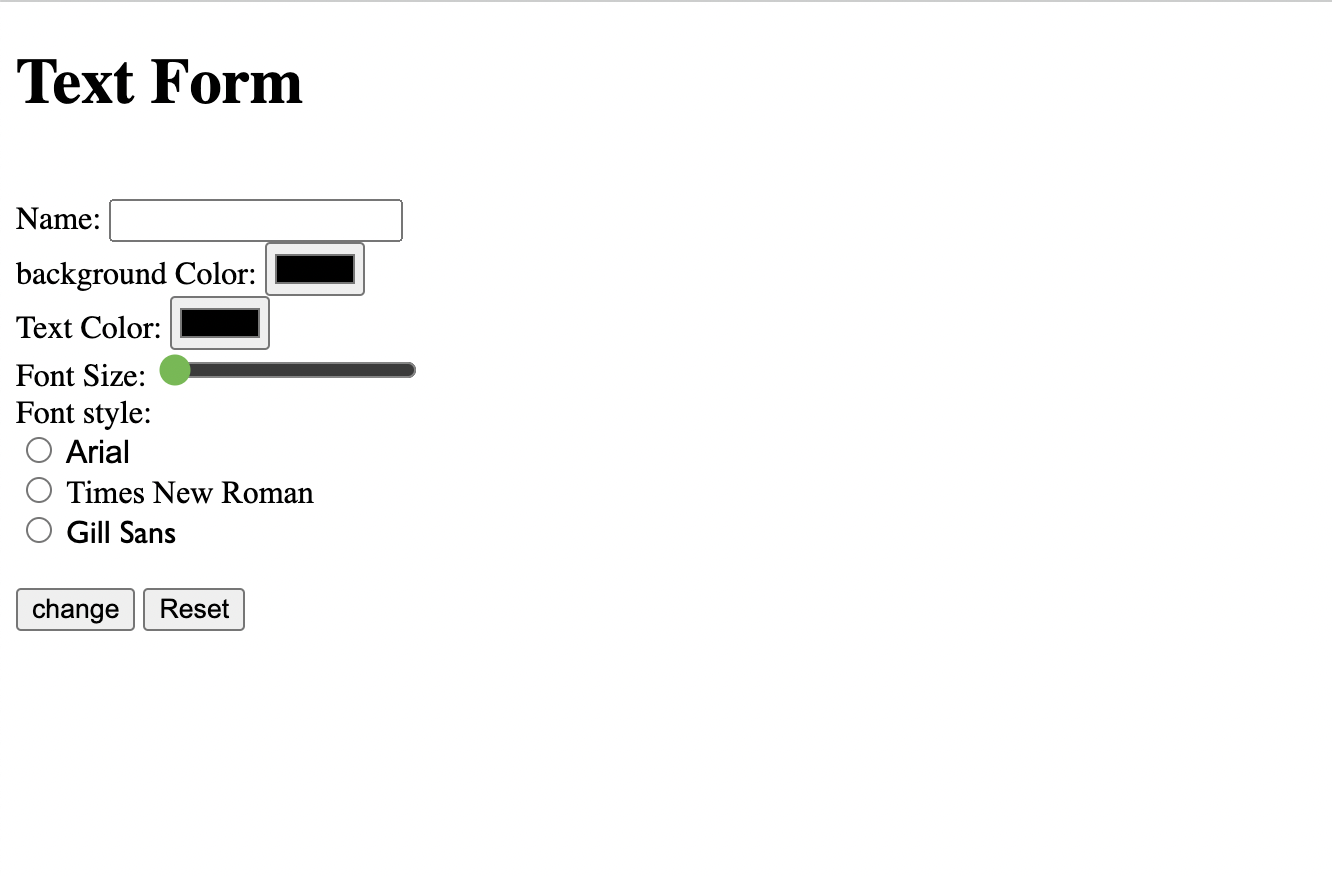 Text Form
Name:
background Color:
Text Color:
Font Size:
Font style:
Arial
Times New Roman
Gill Sans
change Reset